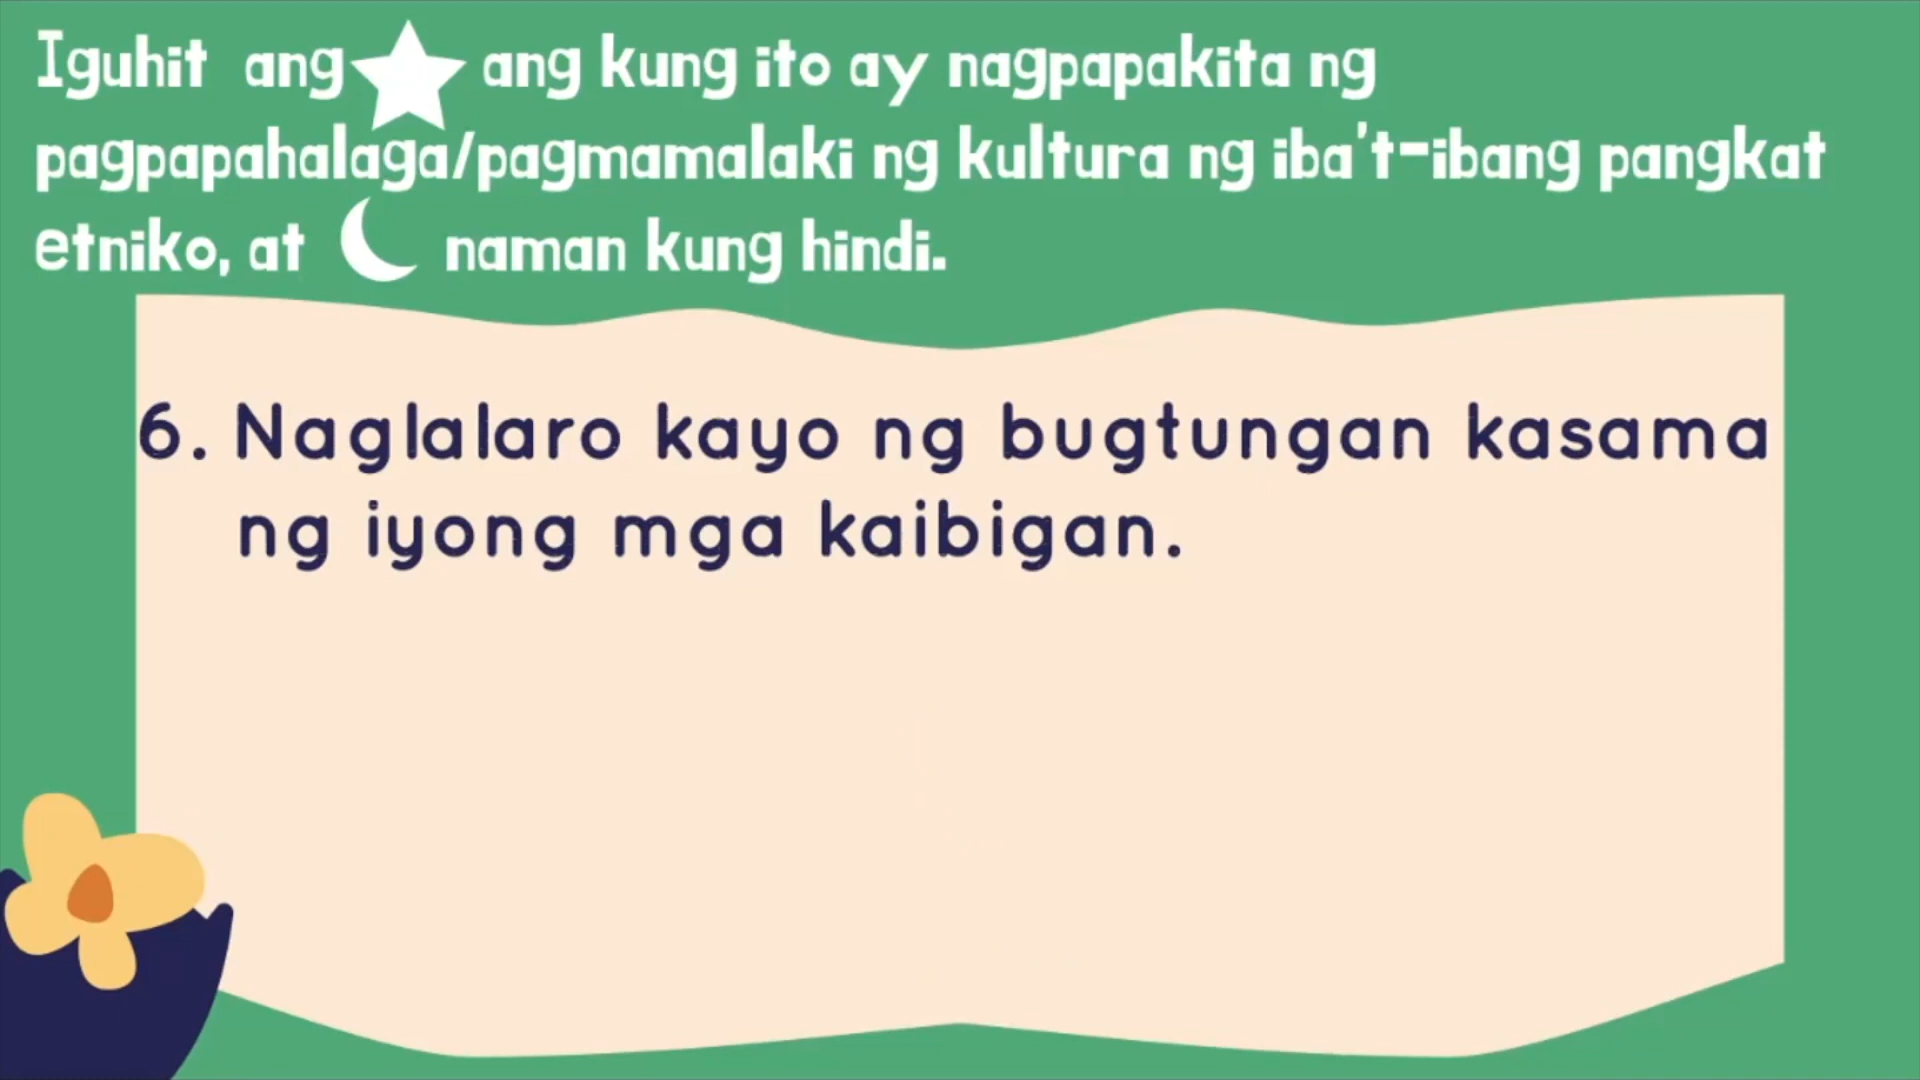 Iguhit ang ang kung ito ay nagpapakita ng
pagpapahalaga/pagmamalaki ng kultura ng iba't-ibang pangkat
etniko, at naman kung hindi.
6. Naglalaro kayo ng bugtungan kasama
ng iyong mga kaibigan.